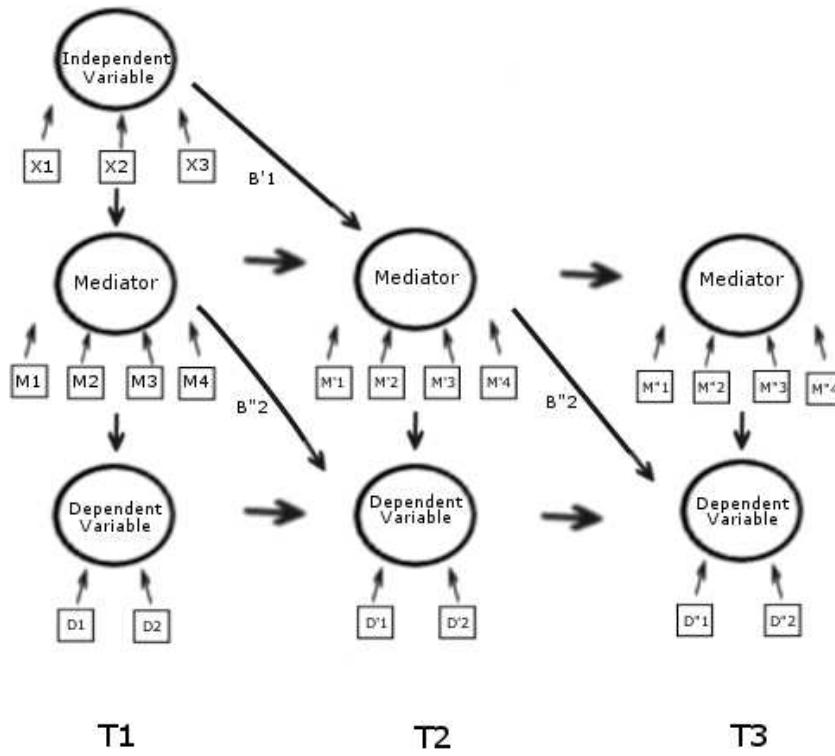 Independent
Variable
X1
X2
X3
B'1
Mediator
Mediator
Mediator
M1
M2
M3
M4
M'1
M'2
M'3
M'4
M"1
M"2
M"3
M"4
B"2
B"2
Dependent
Variable
Dependent
Variable
Dependent
Variable
D1
D2
D'1
D'2
D"1
D"2
T1
T2
T3